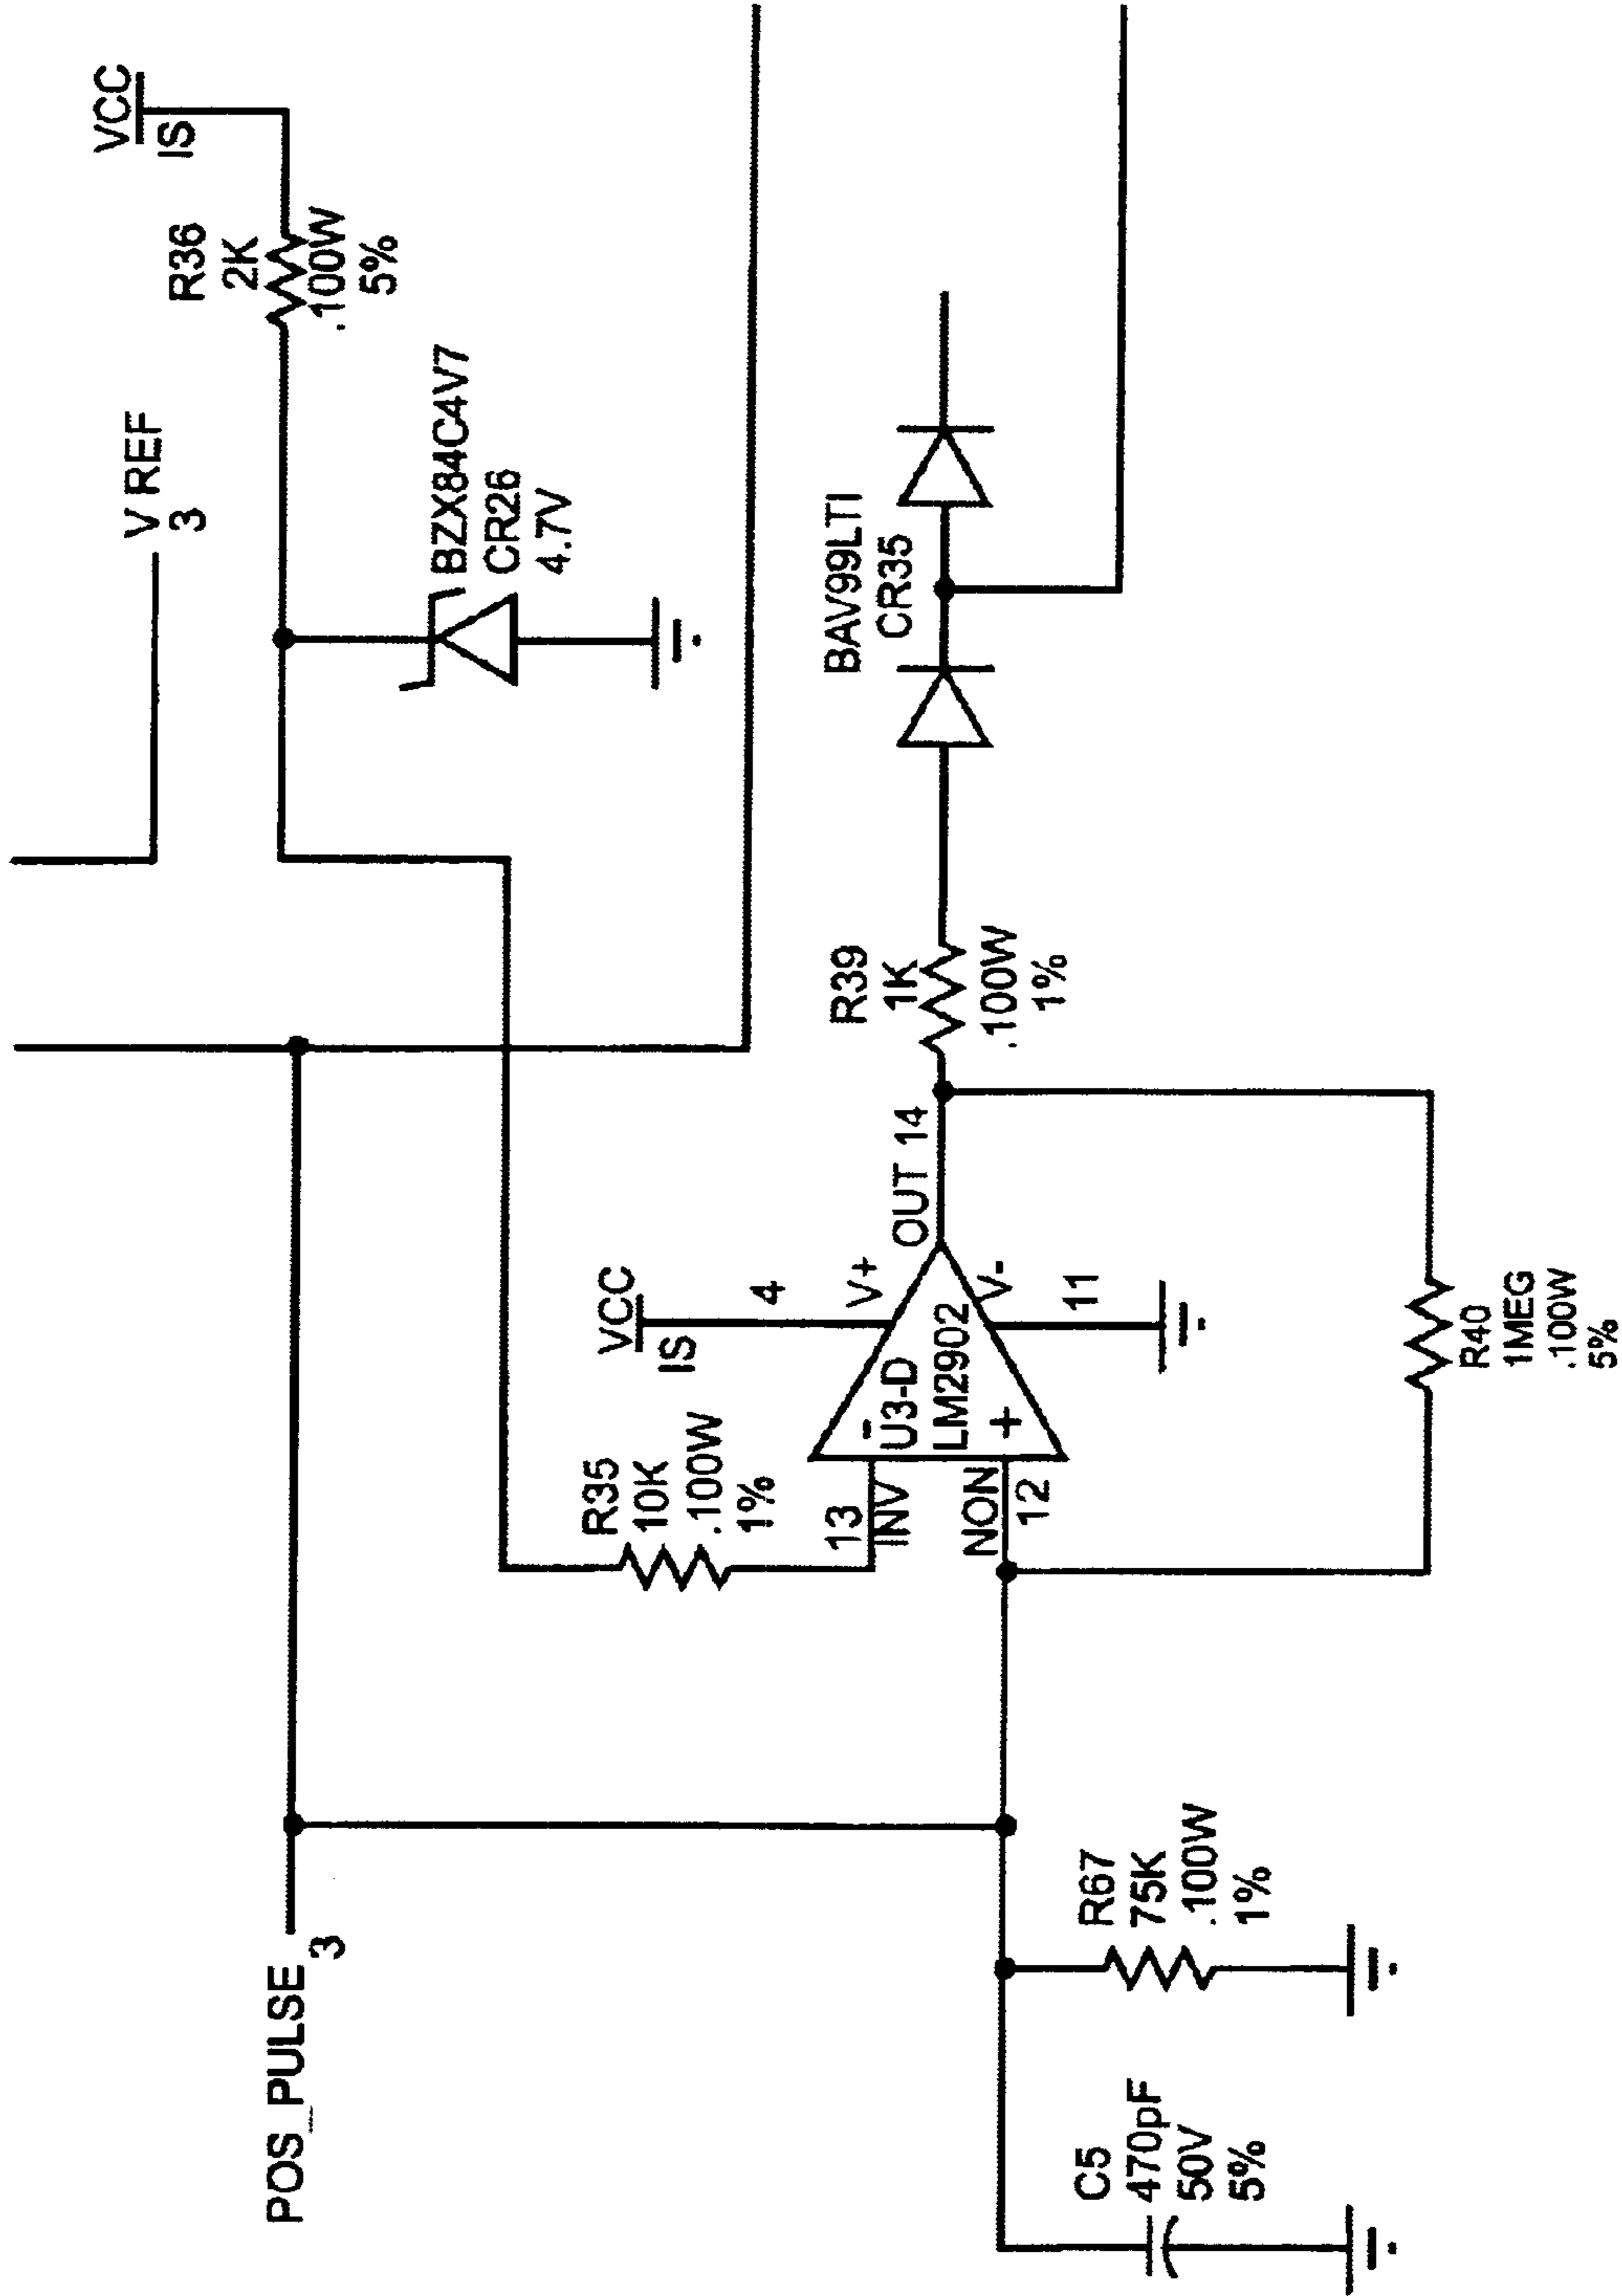 VCC
IS
R36
2K
.100W
5%
V REF
3
BZX84C4V7
CR26
4.7V
POS_PULSE
3
R35
10K
.100W
1%
VCC
IS
4
V+
13
INV
-
U3-D
LM2902
+
NON
12
OUT 14
V-
11
R39
1K
.100W
1%
BAV99LTI
CR35
R40
1MEG
.100W
5%
R67
75K
.100W
1%
C5
470pF
50V
5%